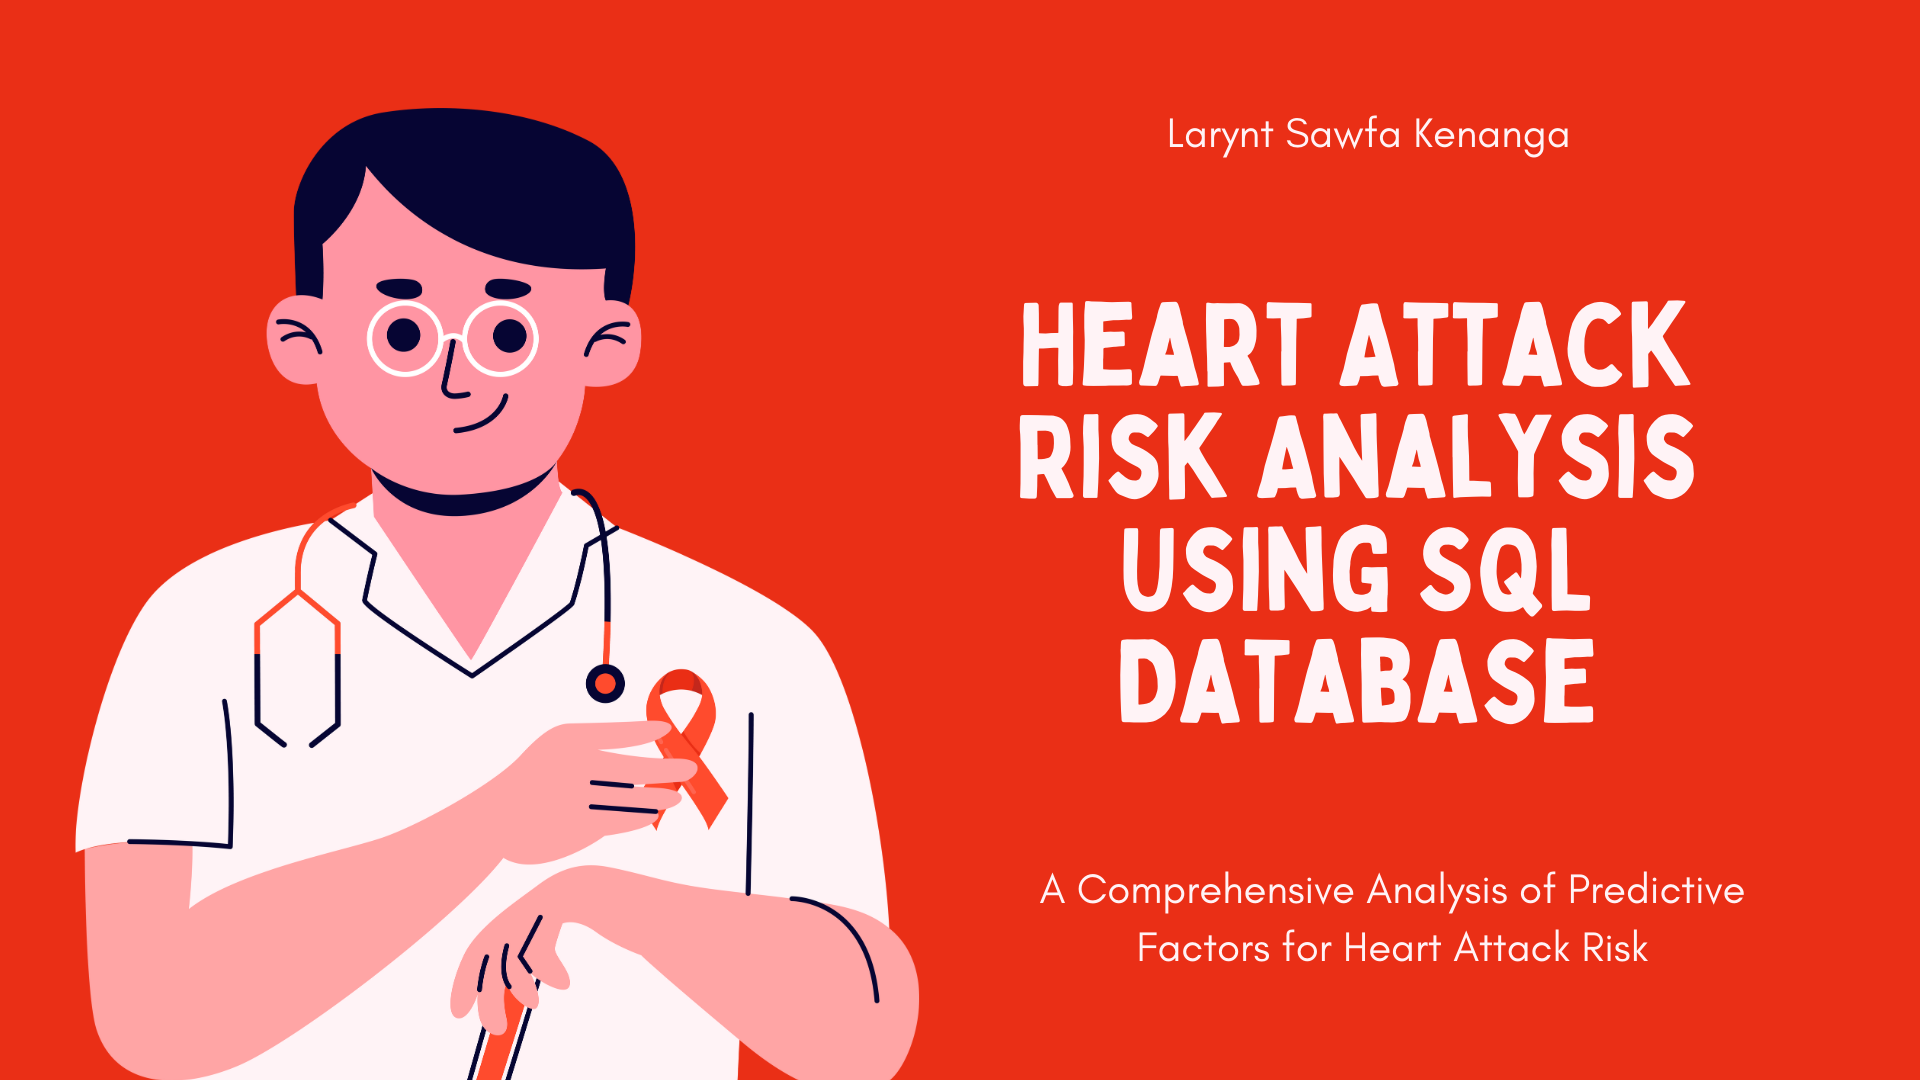 Larynt Sawfa Kenanga
HEART ATTACK
RISK ANALYSIS
USING SQL
DATABASE
A Comprehensive Analysis of Predictive
Factors for Heart Attack Risk